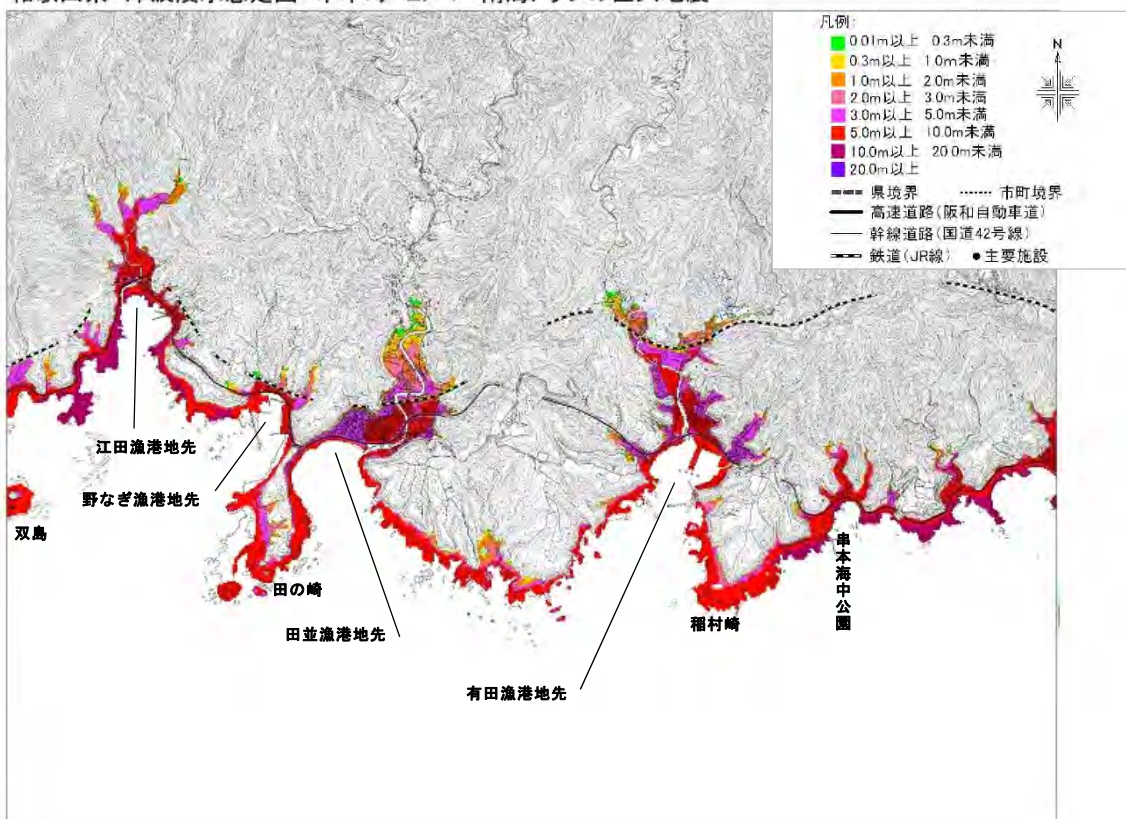 凡例:
0.01m以上 0.3m未満
0.3m以上 1.0m未満
1.0m以上 2.0m未満
2.0m以上 3.0m未満
3.0m以上 5.0m未満
5.0m以上 10.0m未満
10.0m以上 20.0m未満
20.0m以上
県境界 市町境界
高速道路(阪和自動車道)
幹線道路(国道42号線)
鉄道(JR線) ●主要施設
N
江田漁港地先
野なぎ漁港地先
双島
田の崎
田並漁港地先
有田漁港地先
稲村崎
串本海中公園